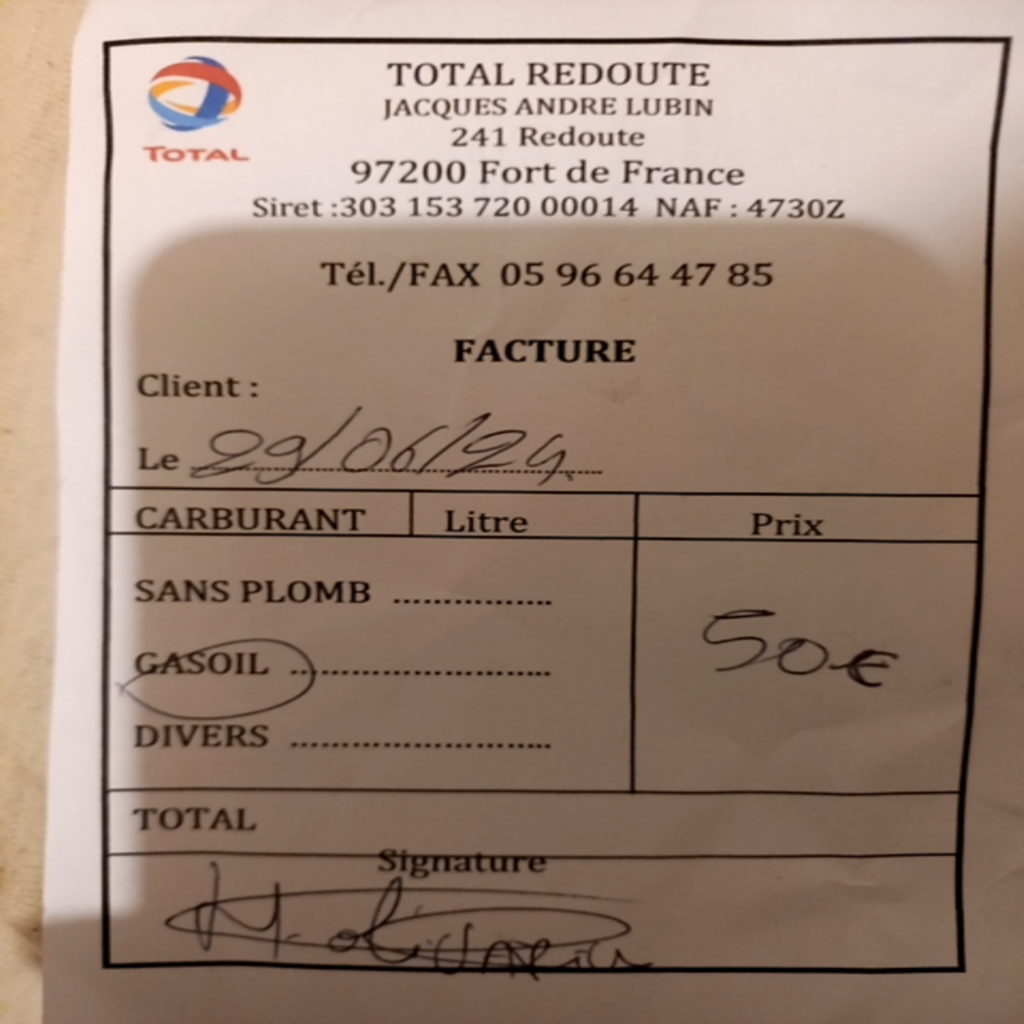 TOTAL REDOUTE
JACQUES ANDRE LUBIN
241 Redoute
TOTAL
97200 Fort de France
Siret :303 153 720 00014 NAF : 4730Z
Tél./FAX 05 96 64 47 85
FACTURE
Client :
Le 29/06/24
CARBURANT Litre Prix
SANS PLOMB ................
GASOIL ...........................
50€
DIVERS ...........................
TOTAL
Signature